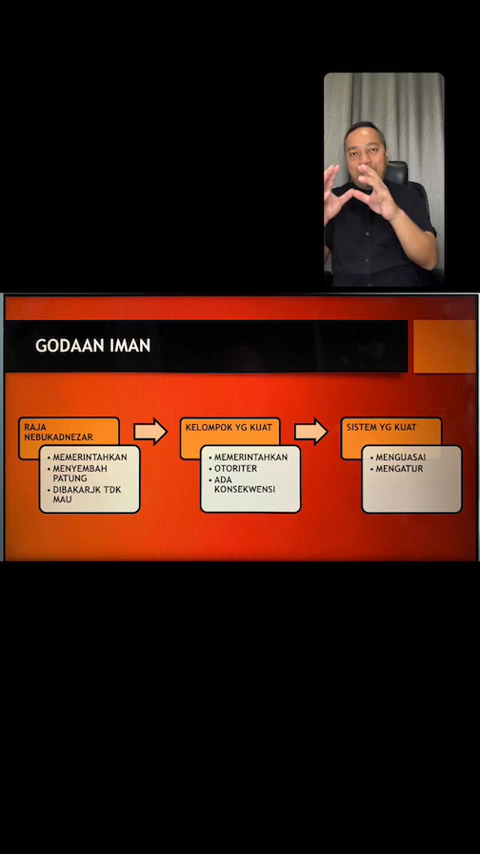 GODAAN IMAN
RAJA
NEBUKADNEZAR
• MEMERINTAHKAN
• MENYEMBAH
PATUNG
• DIBAKARJK TDK
MAU
KELOMPOK YG KUAT
• MEMERINTAHKAN
• OTORITER
• ADA
KONSEKWENSI
SISTEM YG KUAT
• MENGUASAI
• MENGATUR